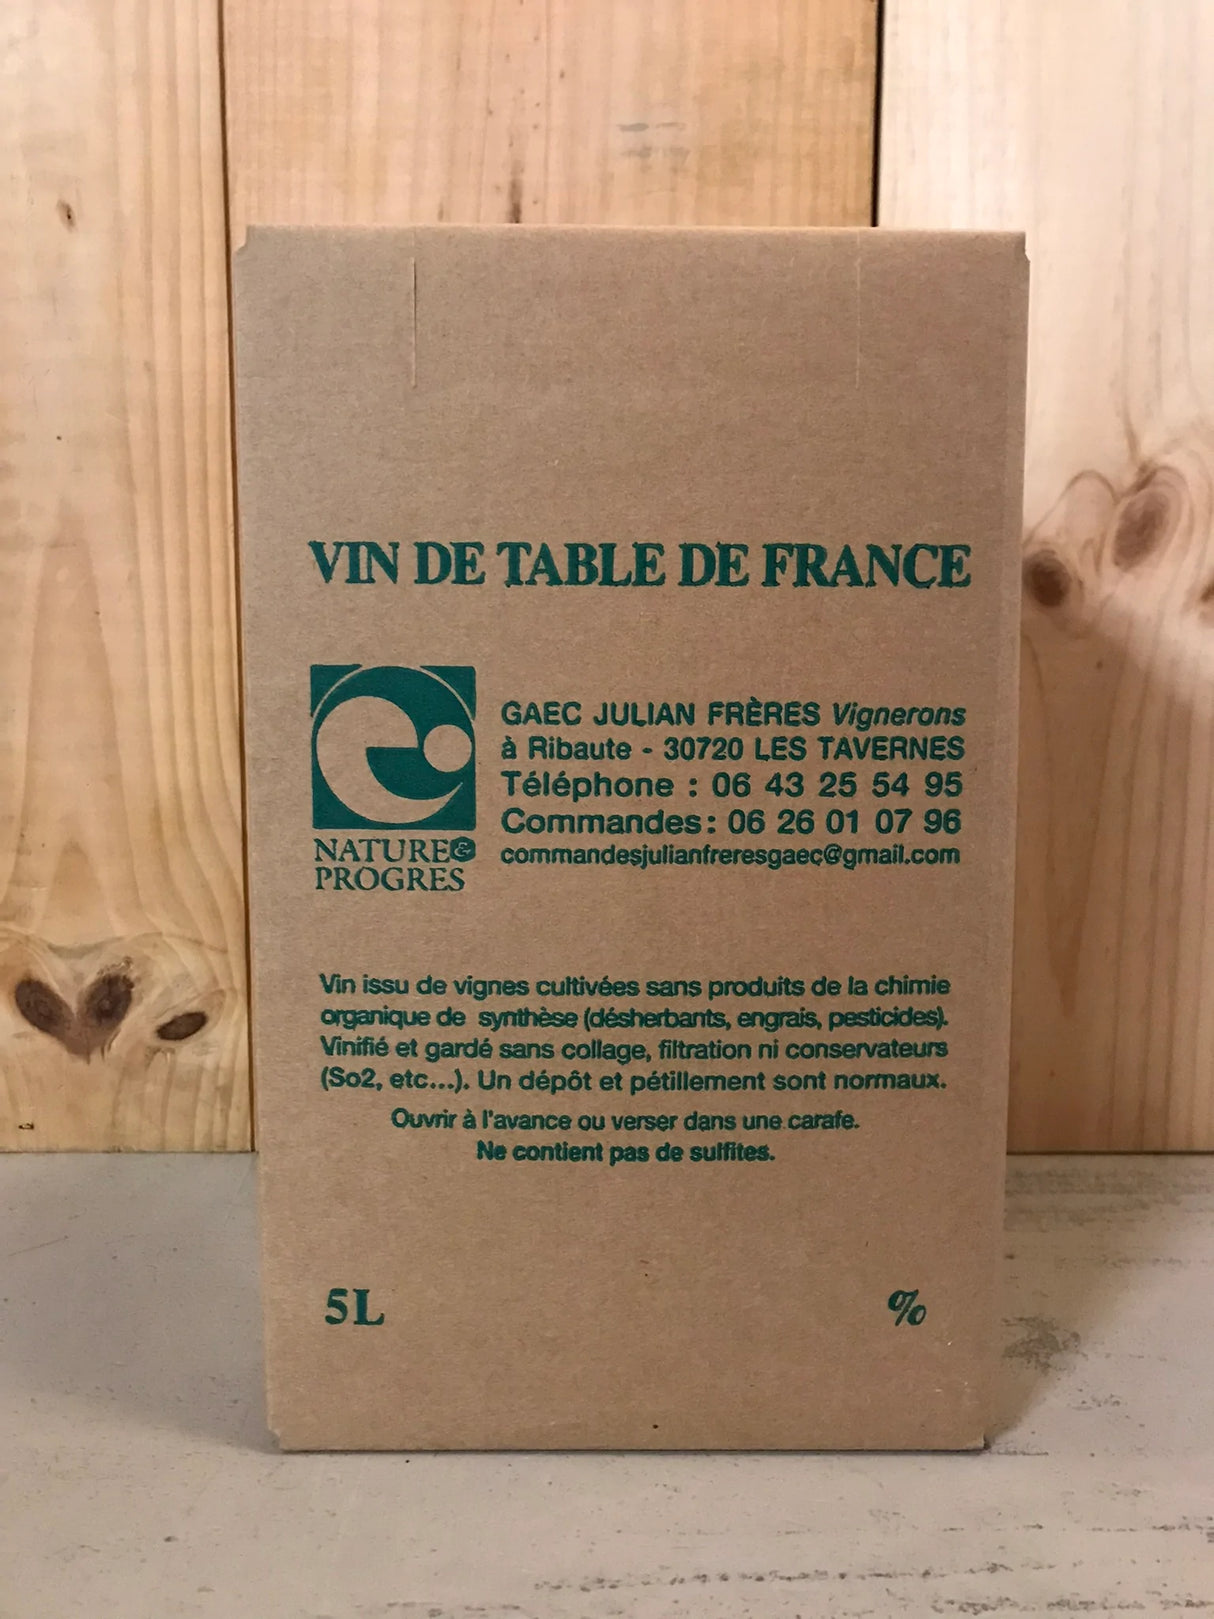 VIN DE TABLE DE FRANCE
NATURE &
PROGRES
GAEC JULIAN FRÈRES Vignerons
à Ribaute - 30720 LES TAVERNES
Téléphone : 06 43 25 54 95
Commandes : 06 26 01 07 96
commandesjulianfreresgaec@gmail.com
Vin issu de vignes cultivées sans produits de la chimie
organique de synthèse (désherbants, engrais, pesticides).
Vinifié et gardé sans collage, filtration ni conservateurs
(So2, etc...). Un dépôt et pétillement sont normaux.
Ouvrir à l'avance ou verser dans une carafe.
Ne contient pas de sulfites.
5L %